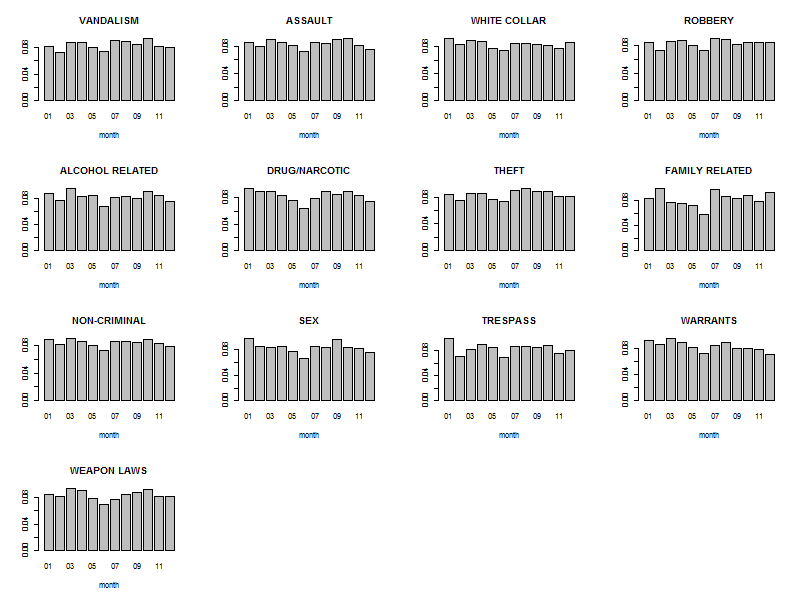 VANDALISM
0.00 0.04 0.08
01 03 05 07 09 11
month
ASSAULT
0.00 0.04 0.08
01 03 05 07 09 11
month
WHITE COLLAR
0.00 0.04 0.08
01 03 05 07 09 11
month
ROBBERY
0.00 0.04 0.08
01 03 05 07 09 11
month
ALCOHOL RELATED
0.00 0.04 0.08
01 03 05 07 09 11
month
DRUG/NARCOTIC
0.00 0.04 0.08
01 03 05 07 09 11
month
THEFT
0.00 0.04 0.08
01 03 05 07 09 11
month
FAMILY RELATED
0.00 0.04 0.08
01 03 05 07 09 11
month
NON-CRIMINAL
0.00 0.04 0.08
01 03 05 07 09 11
month
SEX
0.00 0.04 0.08
01 03 05 07 09 11
month
TRESPASS
0.00 0.04 0.08
01 03 05 07 09 11
month
WARRANTS
0.00 0.04 0.08
01 03 05 07 09 11
month
WEAPON LAWS
0.00 0.04 0.08
01 03 05 07 09 11
month